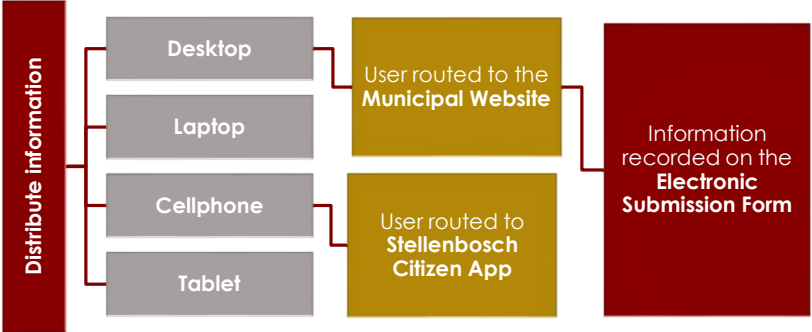 Distribute information
Desktop
Laptop
Cellphone
Tablet
User routed to the
Municipal Website
User routed to
Stellenbosch
Citizen App
Information
recorded on the
Electronic
Submission Form